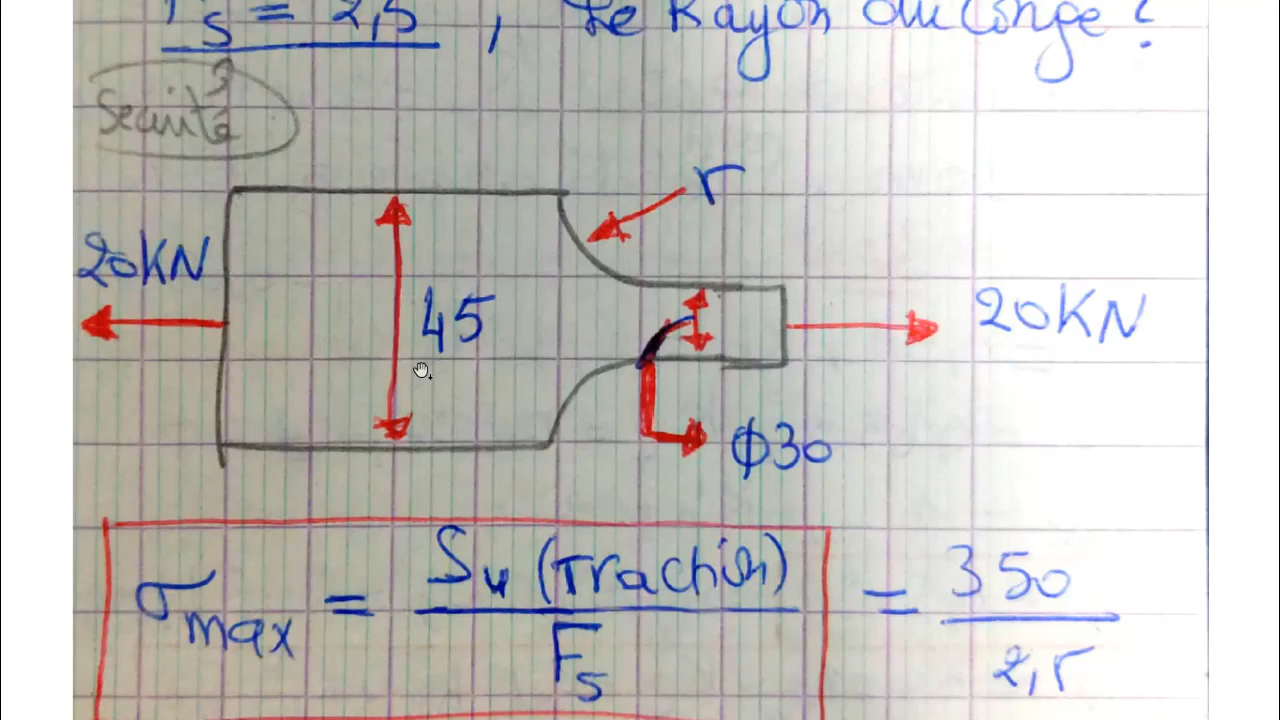 Fs = 2,5 , Le Rayon du Congé ?
Sécurité
r
20KN
45
20KN
ϕ30
σmax = Su (Traction) / Fs = 350 / 2,5